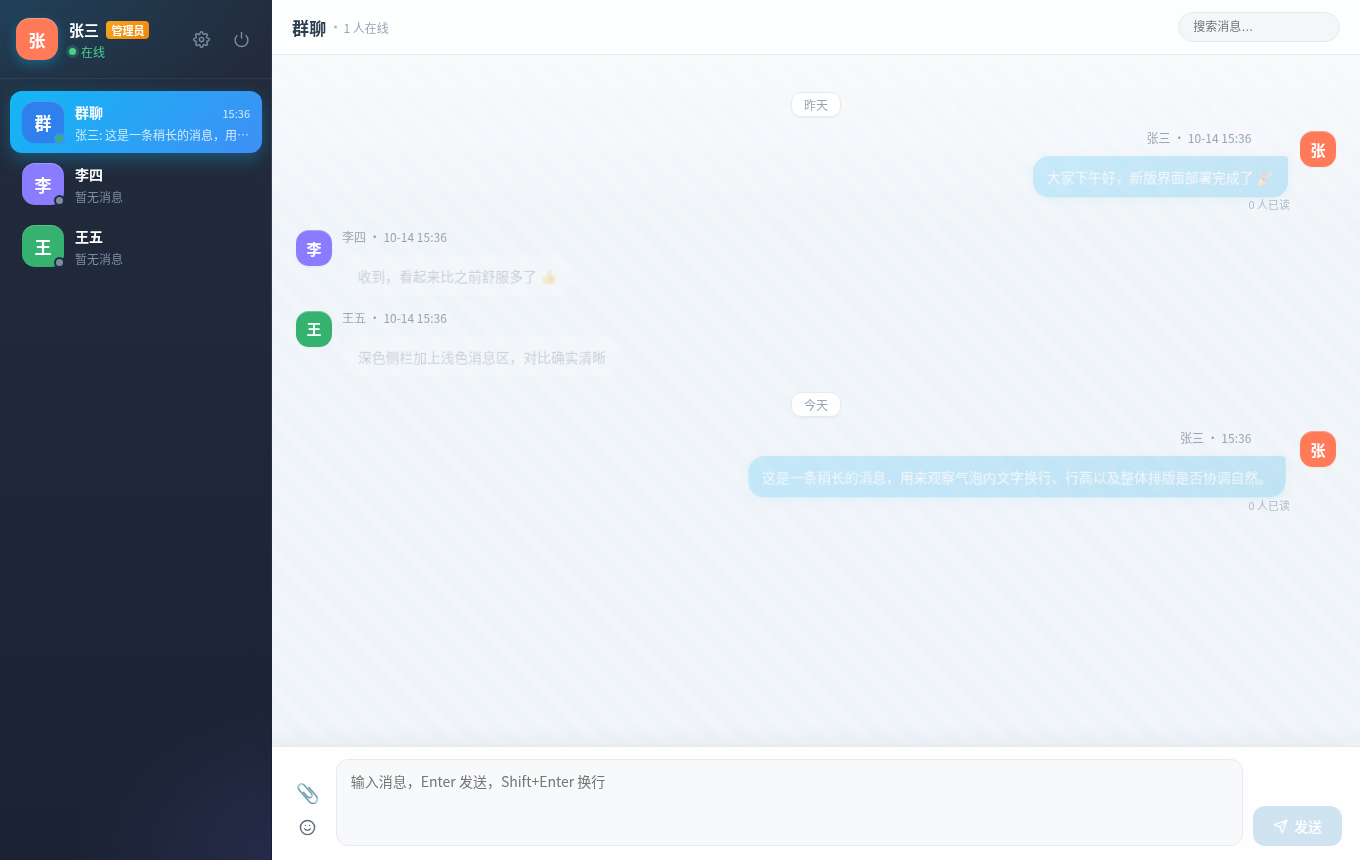 张
张三 管理员
在线
群
群聊 15:36
张三: 这是一条稍长的消息，用…
李
李四
暂无消息
王
王五
暂无消息
群聊 · 1 人在线
搜索消息…
昨天
张三 · 10-14 15:36
张
大家下午好，新版界面部署完成了 🎉
0 人已读
李
李四 · 10-14 15:36
收到，看起来比之前舒服多了 👍
王
王五 · 10-14 15:36
深色侧栏加上浅色消息区，对比确实清晰
今天
张三 · 15:36
张
这是一条稍长的消息，用来观察气泡内文字换行、行高以及整体排版是否协调自然。
0 人已读
输入消息，Enter 发送，Shift+Enter 换行
发送